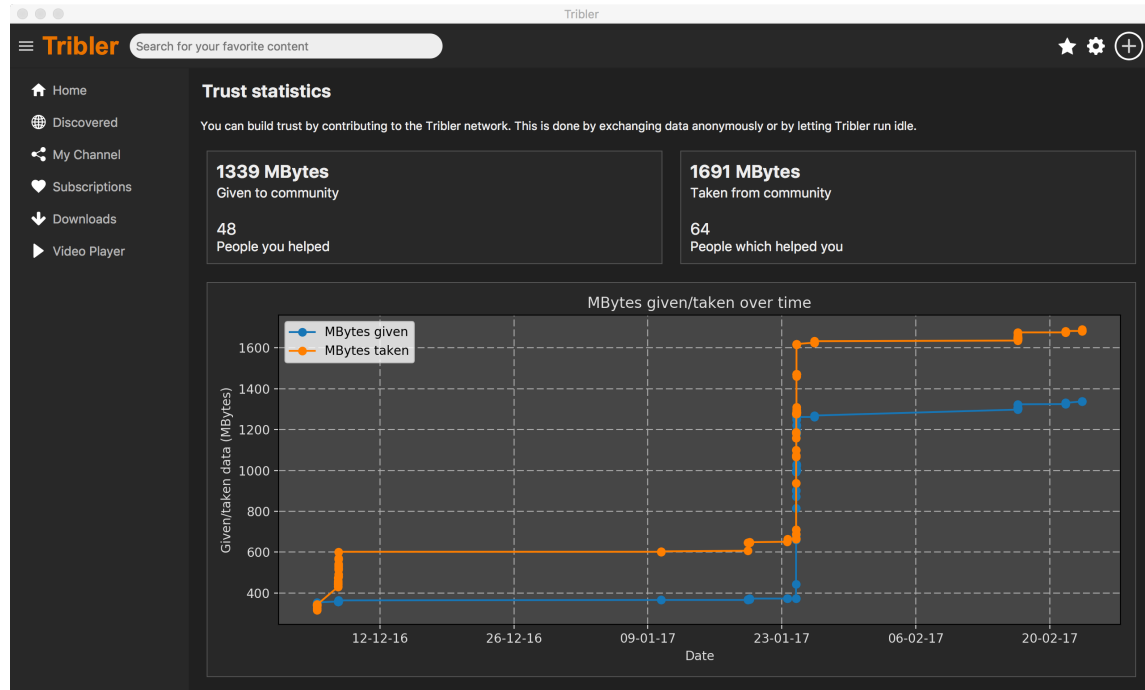 Tribler
Tribler
Search for your favorite content
Home
Discovered
My Channel
Subscriptions
Downloads
Video Player
Trust statistics
You can build trust by contributing to the Tribler network. This is done by exchanging data anonymously or by letting Tribler run idle.
1339 MBytes
Given to community
48
People you helped
1691 MBytes
Taken from community
64
People which helped you
MBytes given/taken over time
MBytes given
MBytes taken
Given/taken data (MBytes)
1600
1400
1200
1000
800
600
400
12-12-16
26-12-16
09-01-17
23-01-17
06-02-17
20-02-17
Date